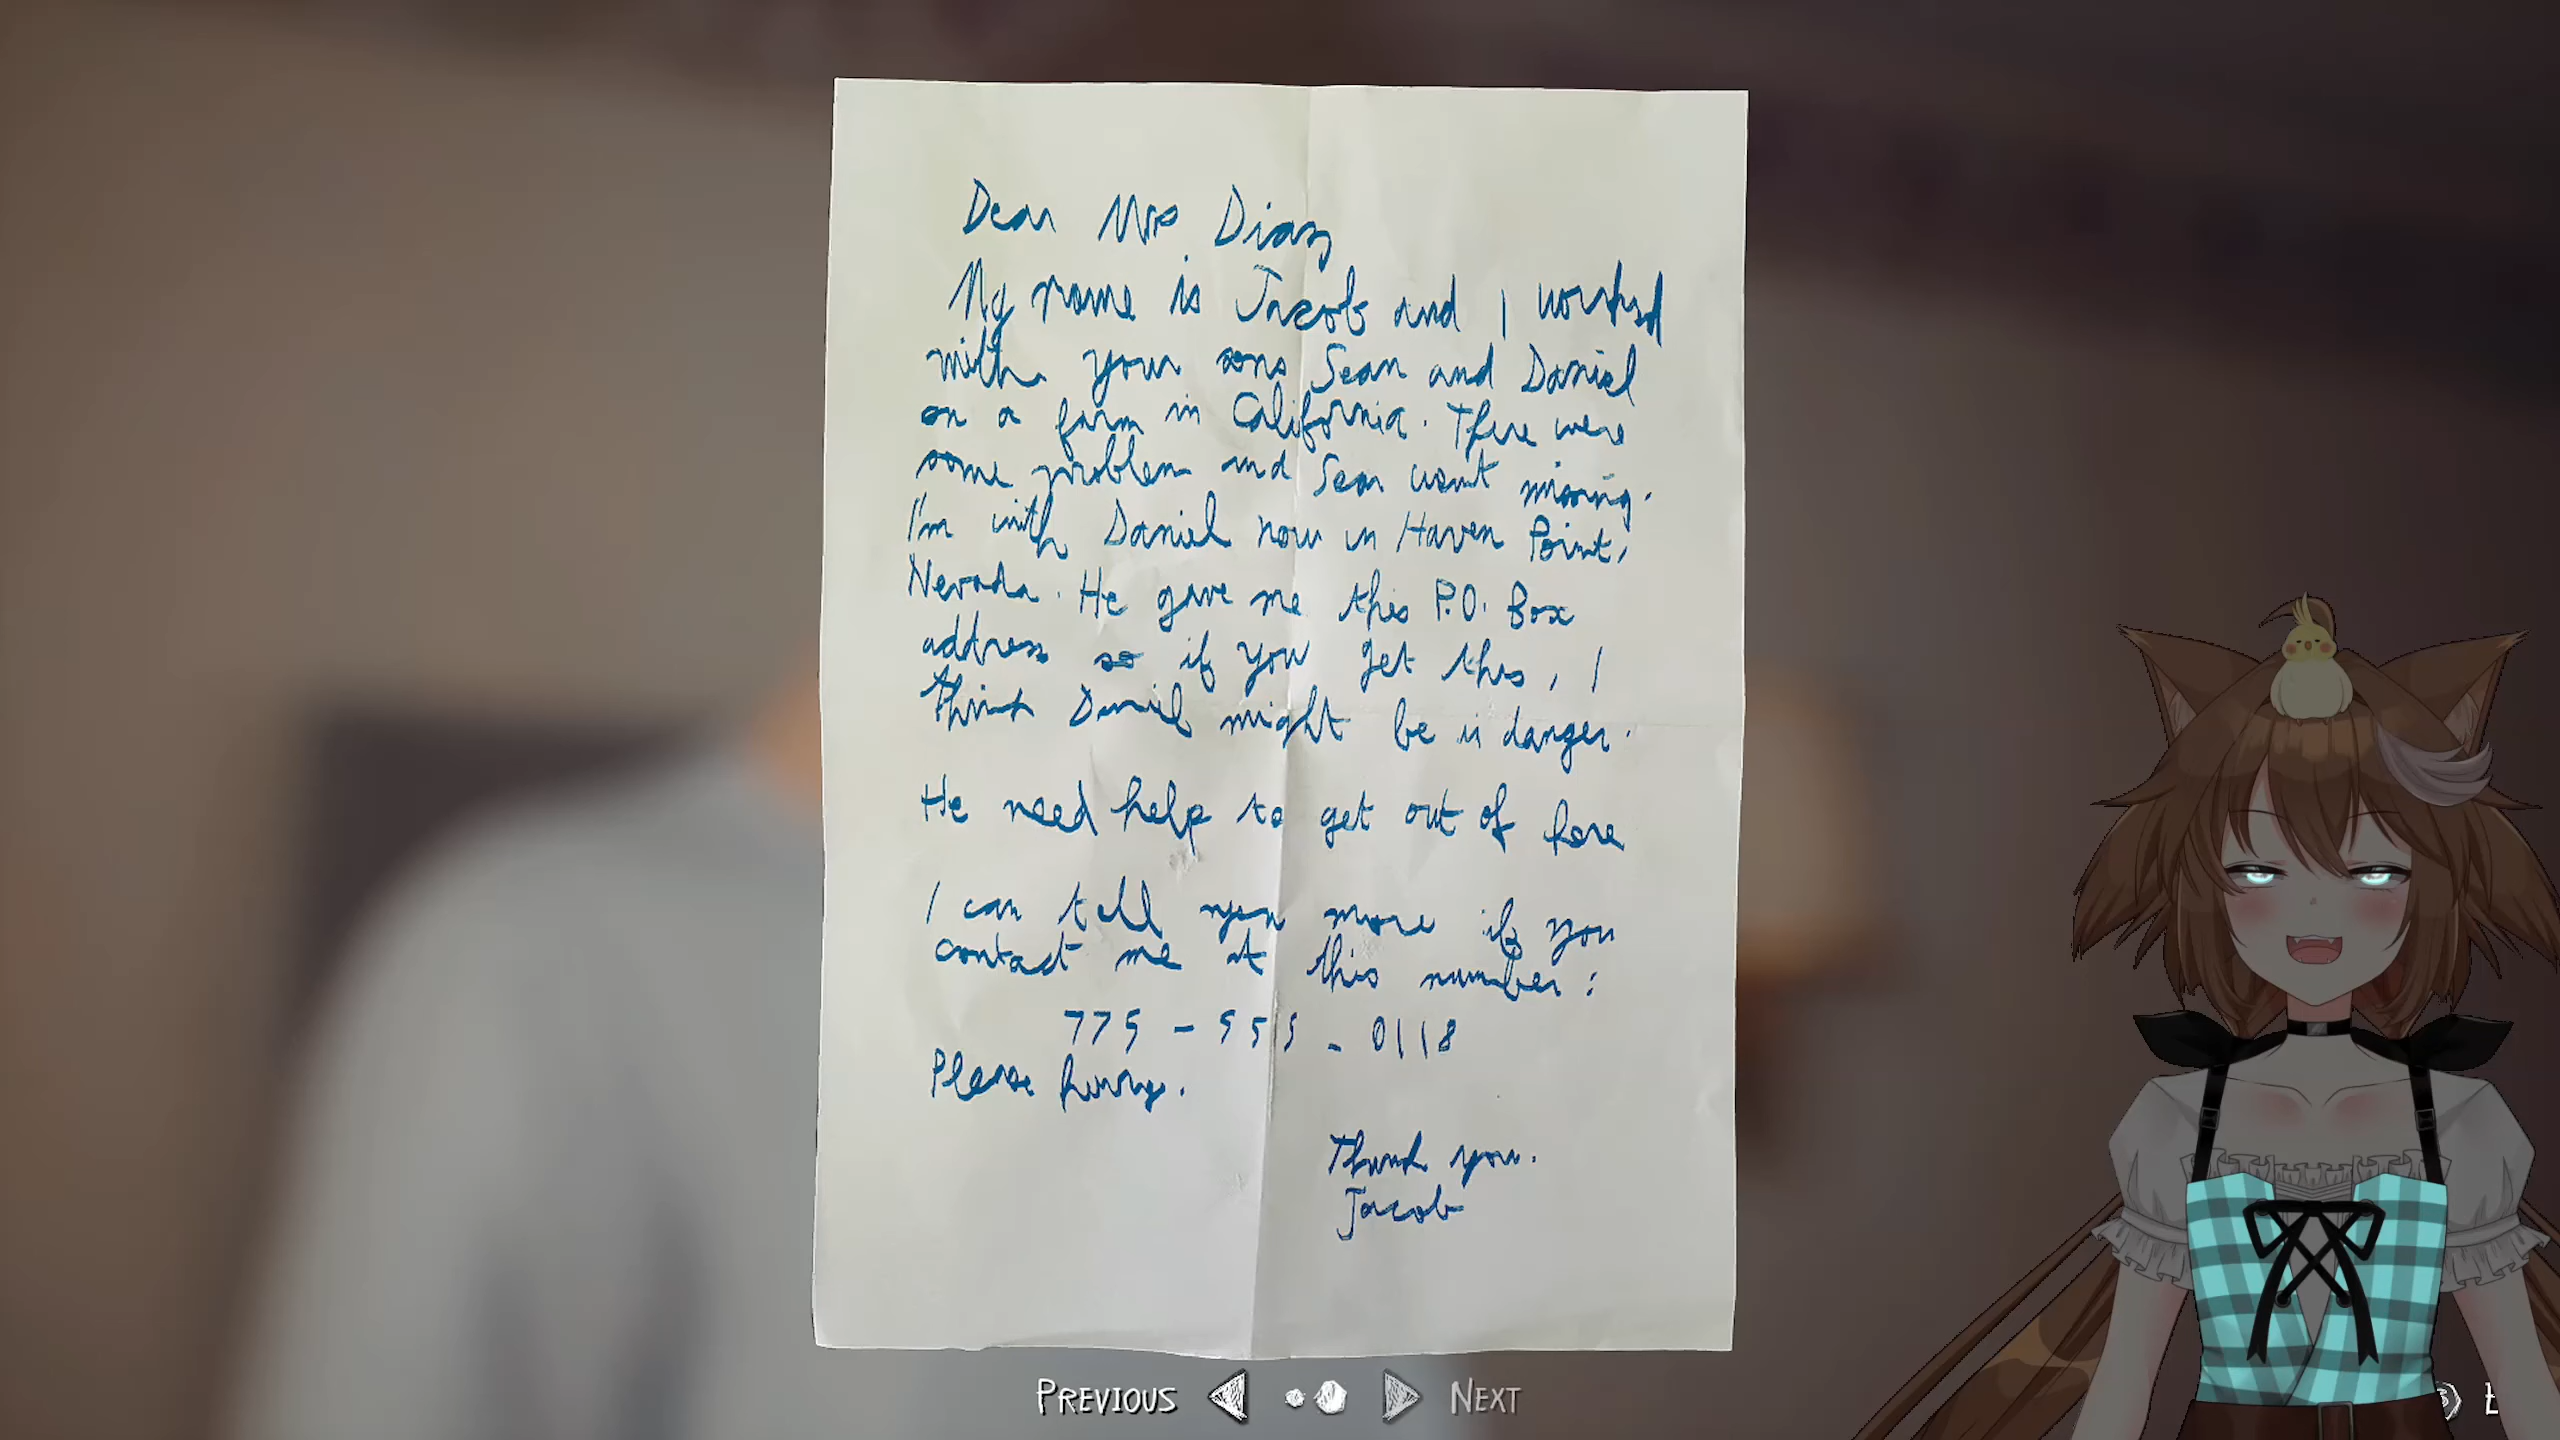 Dear Mrs Diaz
My name is Jacob and I worked
with your sons Sean and Daniel
on a farm in California. There were
some problem and Sean went missing.
I'm with Daniel now in Haven Point,
Nevada. He gave me this P.O. Box
address so if you get this, I
think Daniel might be in danger.
He need help to get out of here
I can tell you more if you
contact me at this number:
775-555-0118
Please hurry.
Thank you.
Jacob
PREVIOUS NEXT